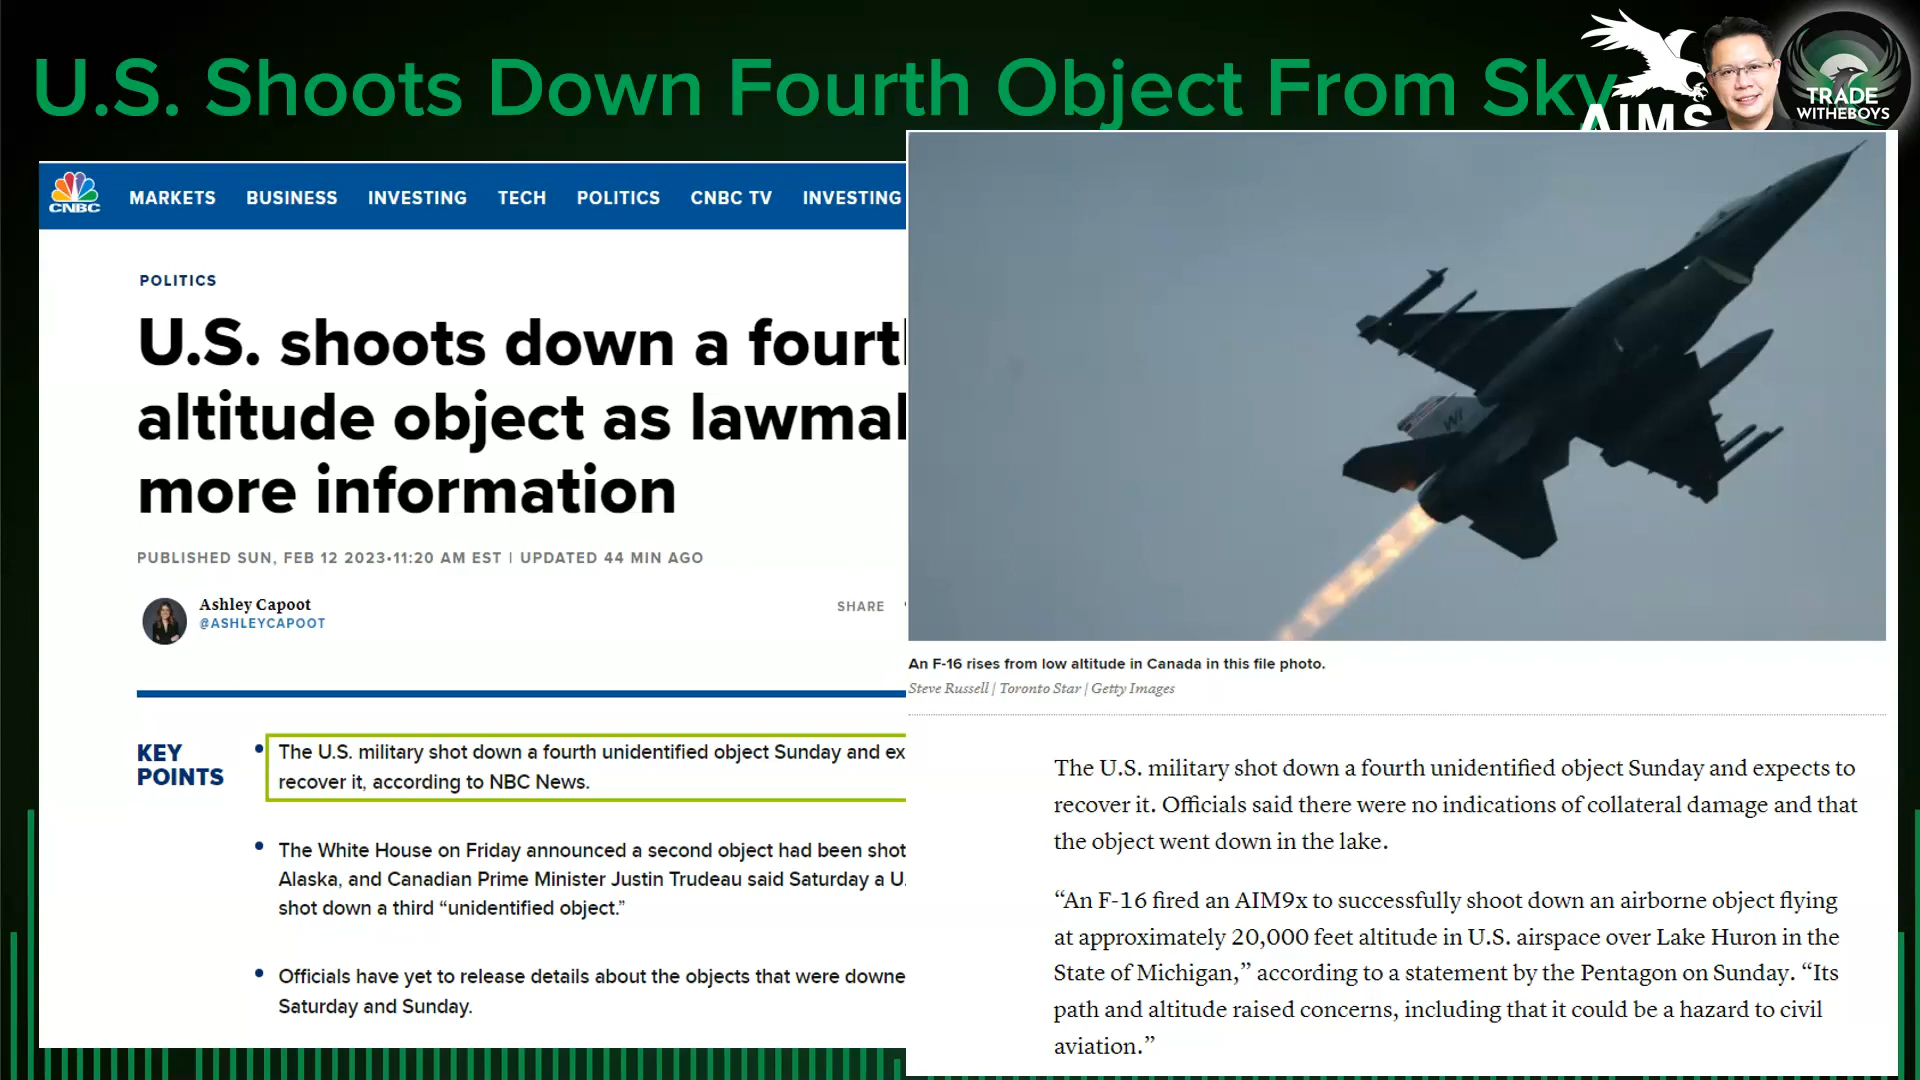 U.S. Shoots Down Fourth Object From Sky
AIMS
TRADE
WITHEBOYS
CNBC
MARKETS BUSINESS INVESTING TECH POLITICS CNBC TV INVESTING
POLITICS
U.S. shoots down a fourt
altitude object as lawma
more information
PUBLISHED SUN, FEB 12 2023•11:20 AM EST | UPDATED 44 MIN AGO
Ashley Capoot
@ASHLEYCAPOOT
SHARE
KEY
POINTS
• The U.S. military shot down a fourth unidentified object Sunday and ex
recover it, according to NBC News.
• The White House on Friday announced a second object had been shot
Alaska, and Canadian Prime Minister Justin Trudeau said Saturday a U.
shot down a third “unidentified object.”
• Officials have yet to release details about the objects that were downe
Saturday and Sunday.
WI
An F-16 rises from low altitude in Canada in this file photo.
Steve Russell | Toronto Star | Getty Images
The U.S. military shot down a fourth unidentified object Sunday and expects to
recover it. Officials said there were no indications of collateral damage and that
the object went down in the lake.
“An F-16 fired an AIM9x to successfully shoot down an airborne object flying
at approximately 20,000 feet altitude in U.S. airspace over Lake Huron in the
State of Michigan,” according to a statement by the Pentagon on Sunday. “Its
path and altitude raised concerns, including that it could be a hazard to civil
aviation.”